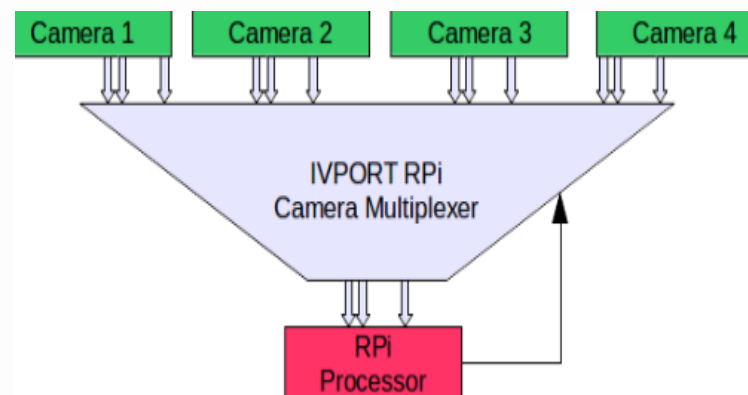 Camera 1
Camera 2
Camera 3
Camera 4
IVPORT RPi
Camera Multiplexer
RPi
Processor